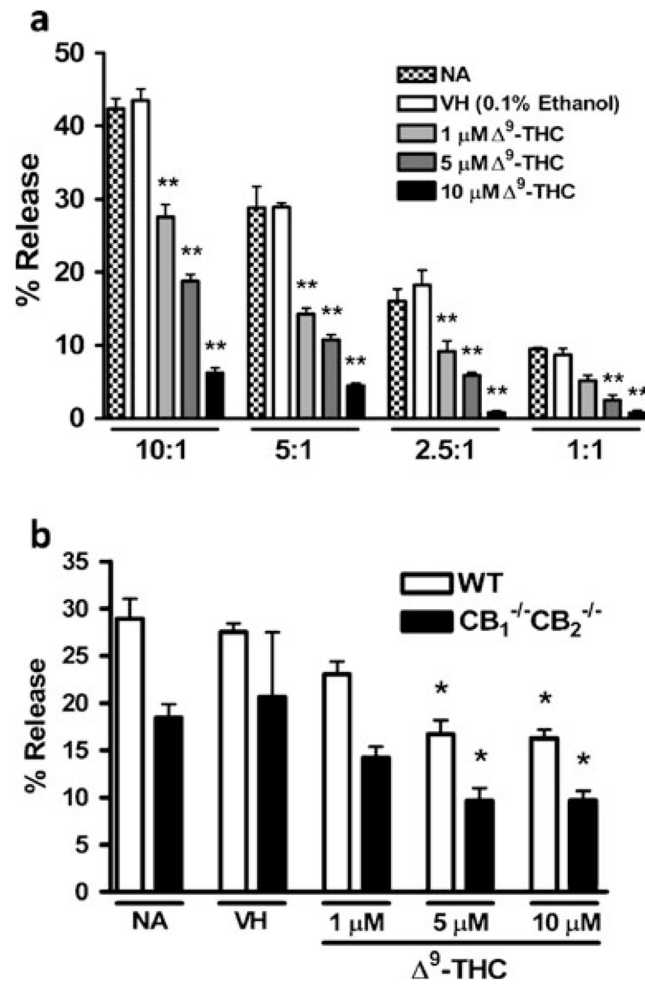 a
50
40
30
20
10
0
% Release
NA
VH (0.1% Ethanol)
1 μM Δ⁹-THC
5 μM Δ⁹-THC
10 μM Δ⁹-THC
** ** **
** ** **
** ** **
** **
10:1 5:1 2.5:1 1:1
b
35
30
25
20
15
10
5
0
% Release
WT
CB₁⁻/⁻CB₂⁻/⁻
* * * *
NA VH 1 μM 5 μM 10 μM
Δ⁹-THC